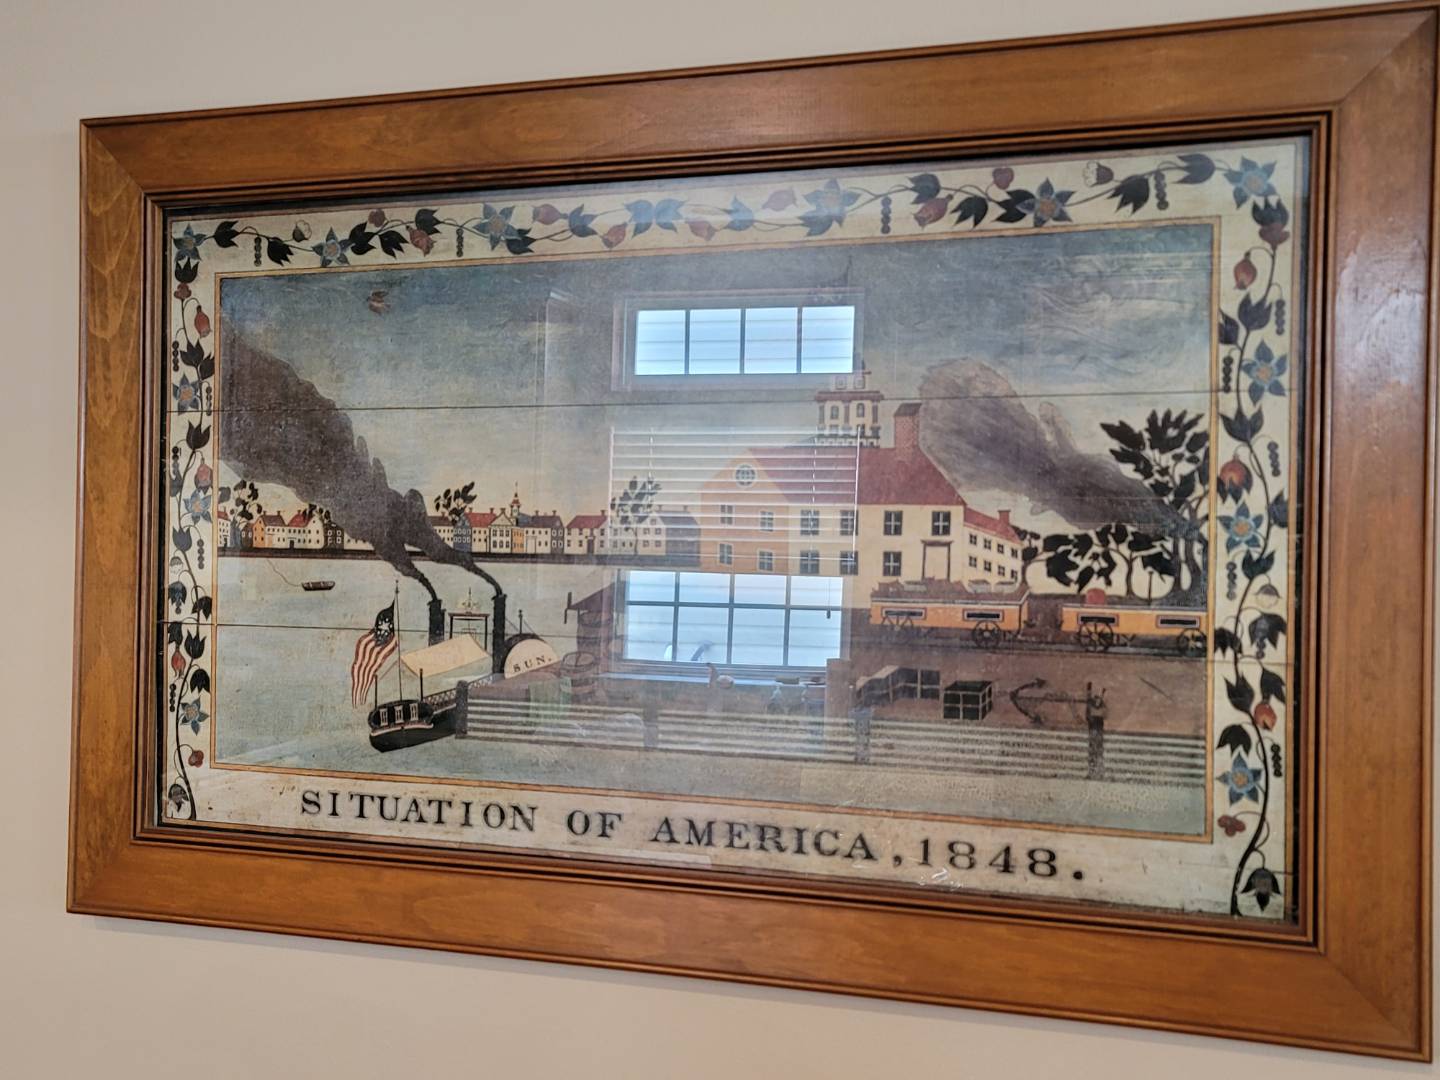 SUN.
SITUATION OF AMERICA, 1848.